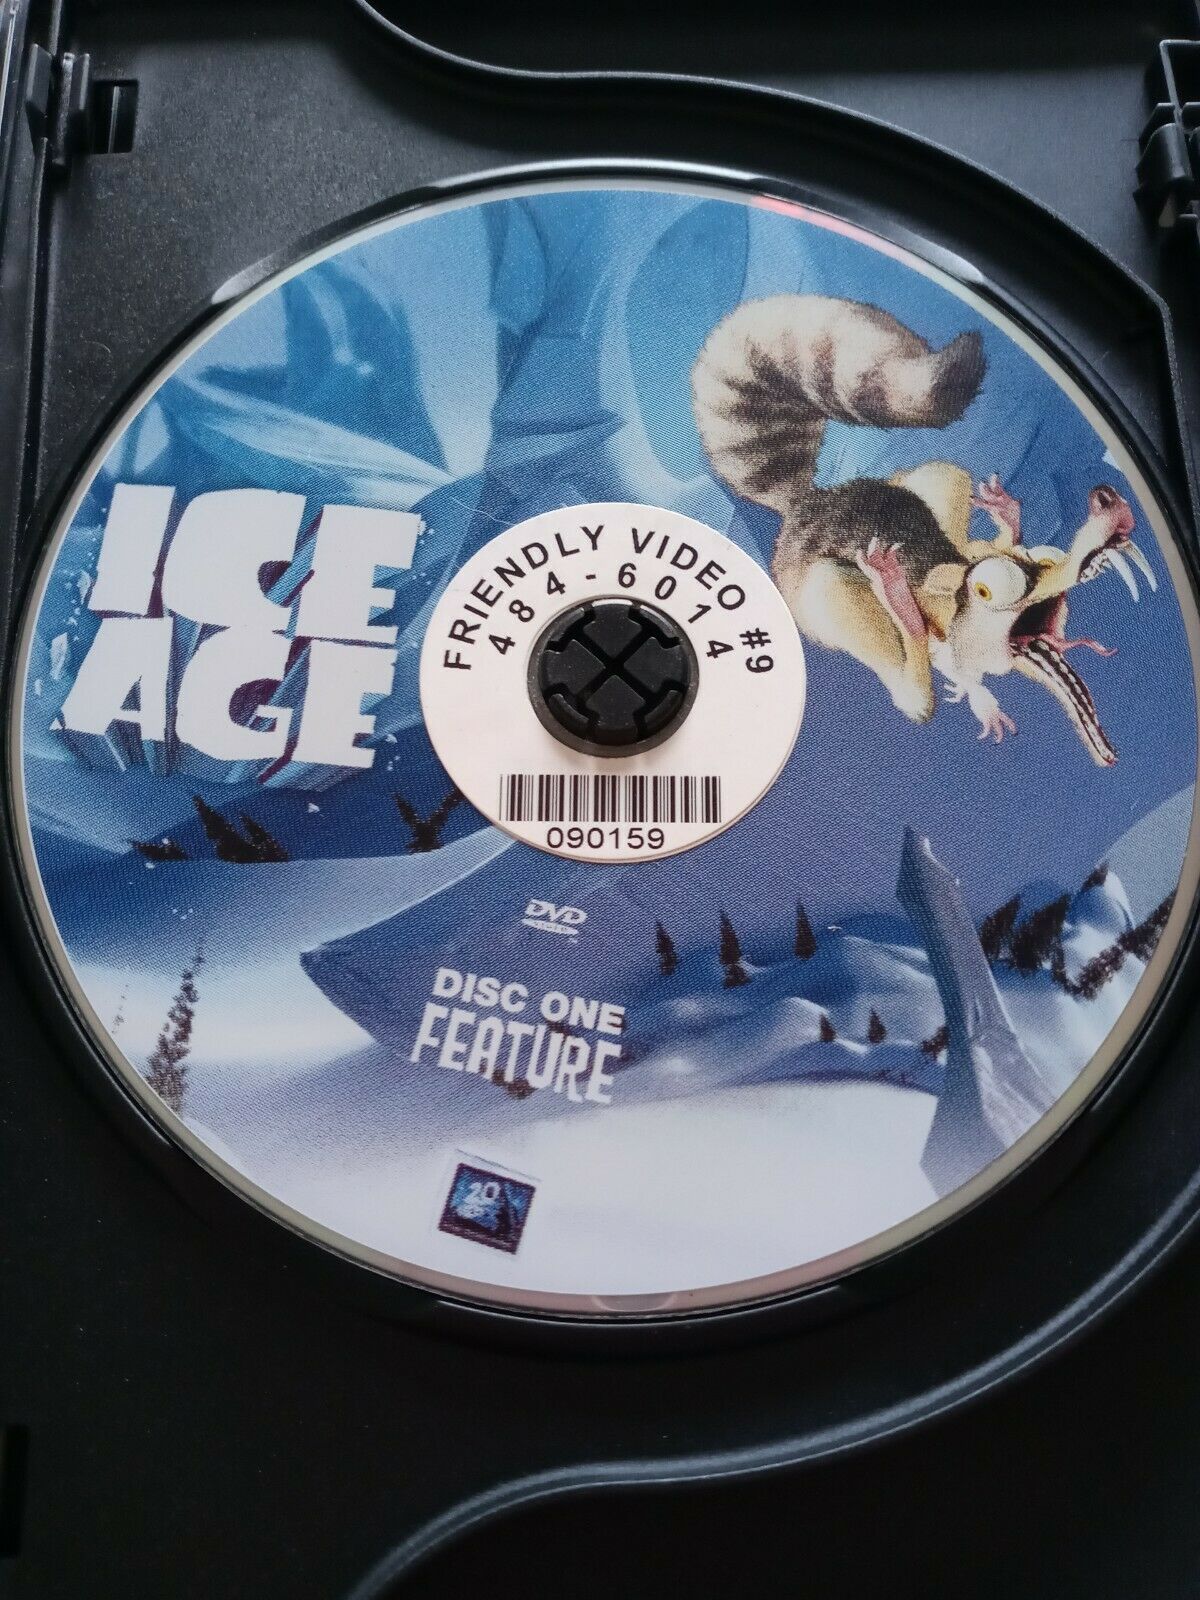 ICE
AGE
FRIENDLY VIDEO #9
484-6014
090159
DVD
DISC ONE
FEATURE
20